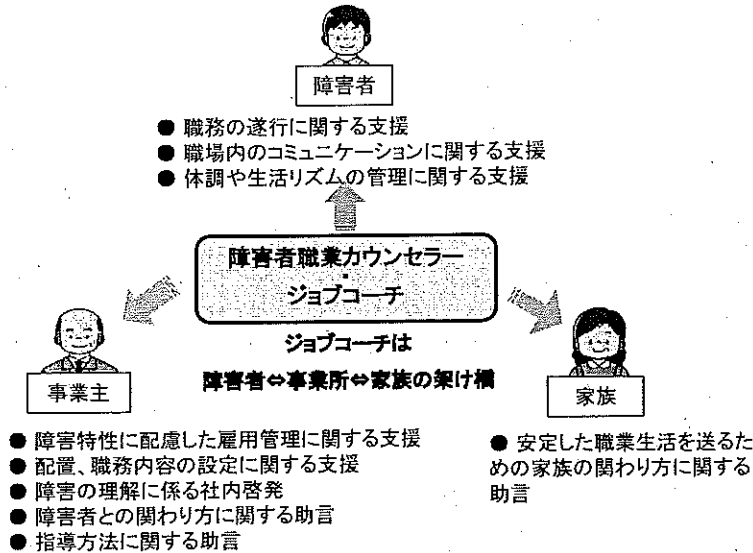 障害者
● 職務の遂行に関する支援
● 職場内のコミュニケーションに関する支援
● 体調や生活リズムの管理に関する支援
障害者職業カウンセラー
・
ジョブコーチ
ジョブコーチは
障害者⇔事業所⇔家族の架け橋
事業主
● 障害特性に配慮した雇用管理に関する支援
● 配置、職務内容の設定に関する支援
● 障害の理解に係る社内啓発
● 障害者との関わり方に関する助言
● 指導方法に関する助言
家族
● 安定した職業生活を送るた
めの家族の関わり方に関する
助言